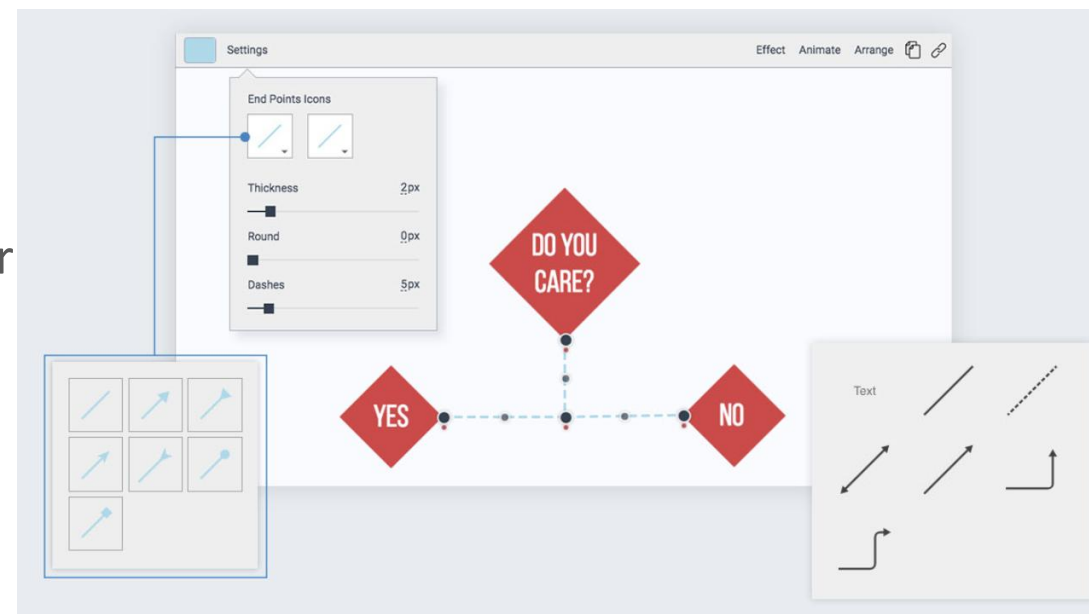 Settings
Effect Animate Arrange
End Points Icons
Thickness 2px
Round 0px
Dashes 5px
r
DO YOU
CARE?
YES
NO
Text